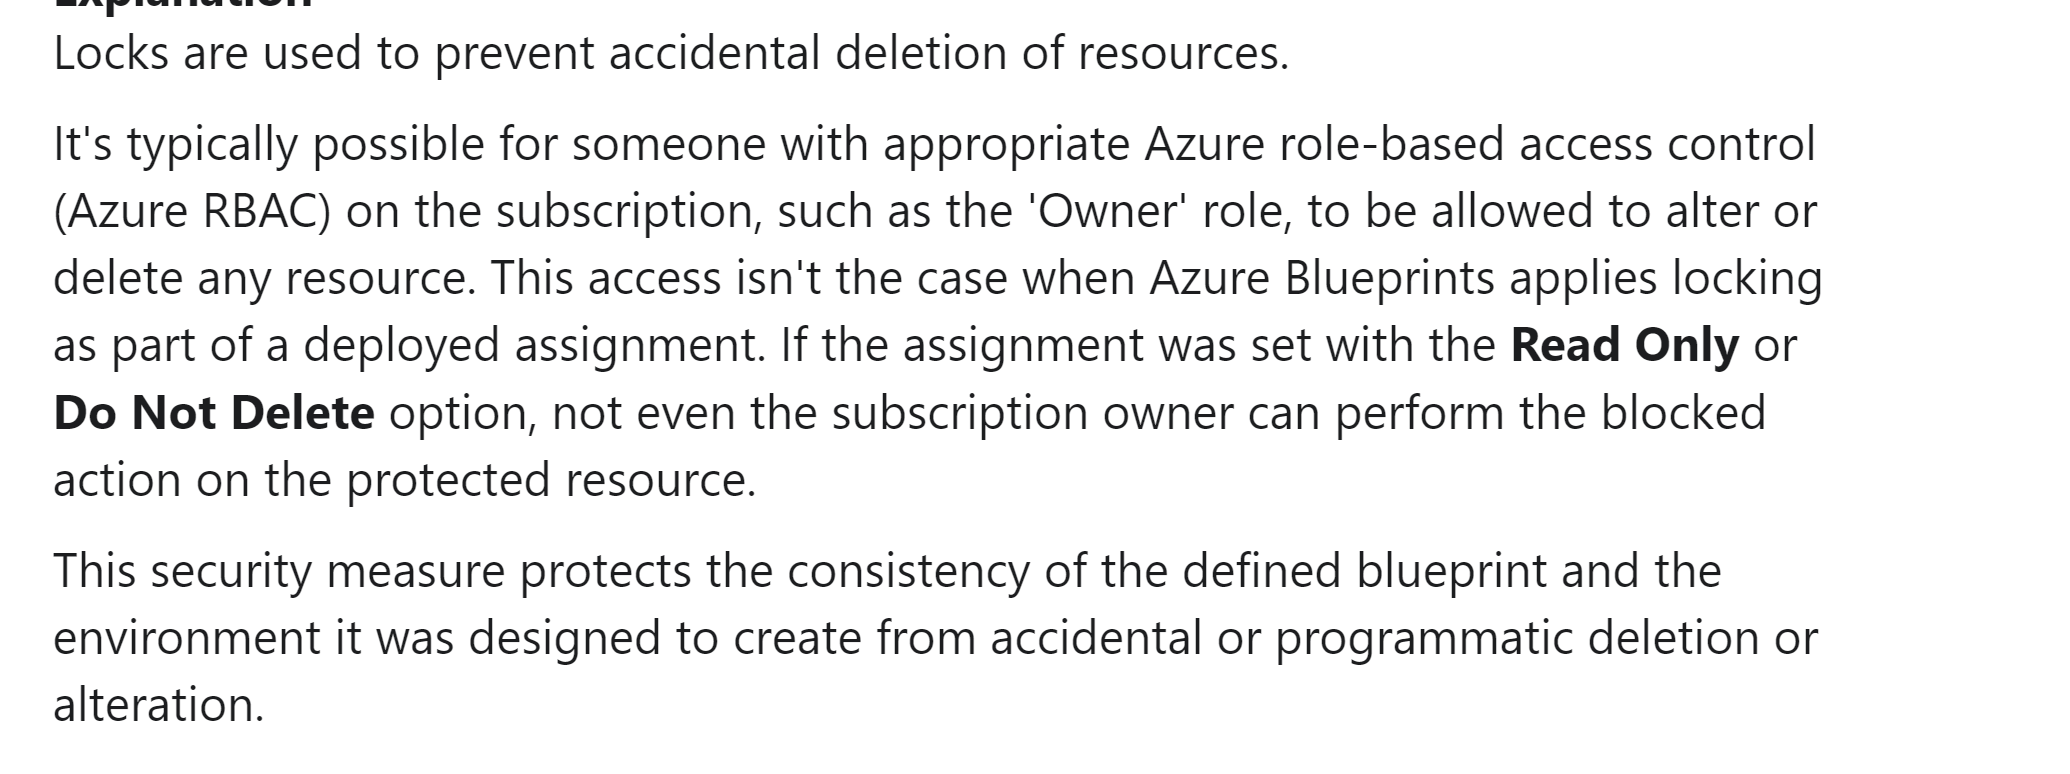 Explanation
Locks are used to prevent accidental deletion of resources.
It's typically possible for someone with appropriate Azure role-based access control
(Azure RBAC) on the subscription, such as the 'Owner' role, to be allowed to alter or
delete any resource. This access isn't the case when Azure Blueprints applies locking
as part of a deployed assignment. If the assignment was set with the Read Only or
Do Not Delete option, not even the subscription owner can perform the blocked
action on the protected resource.
This security measure protects the consistency of the defined blueprint and the
environment it was designed to create from accidental or programmatic deletion or
alteration.